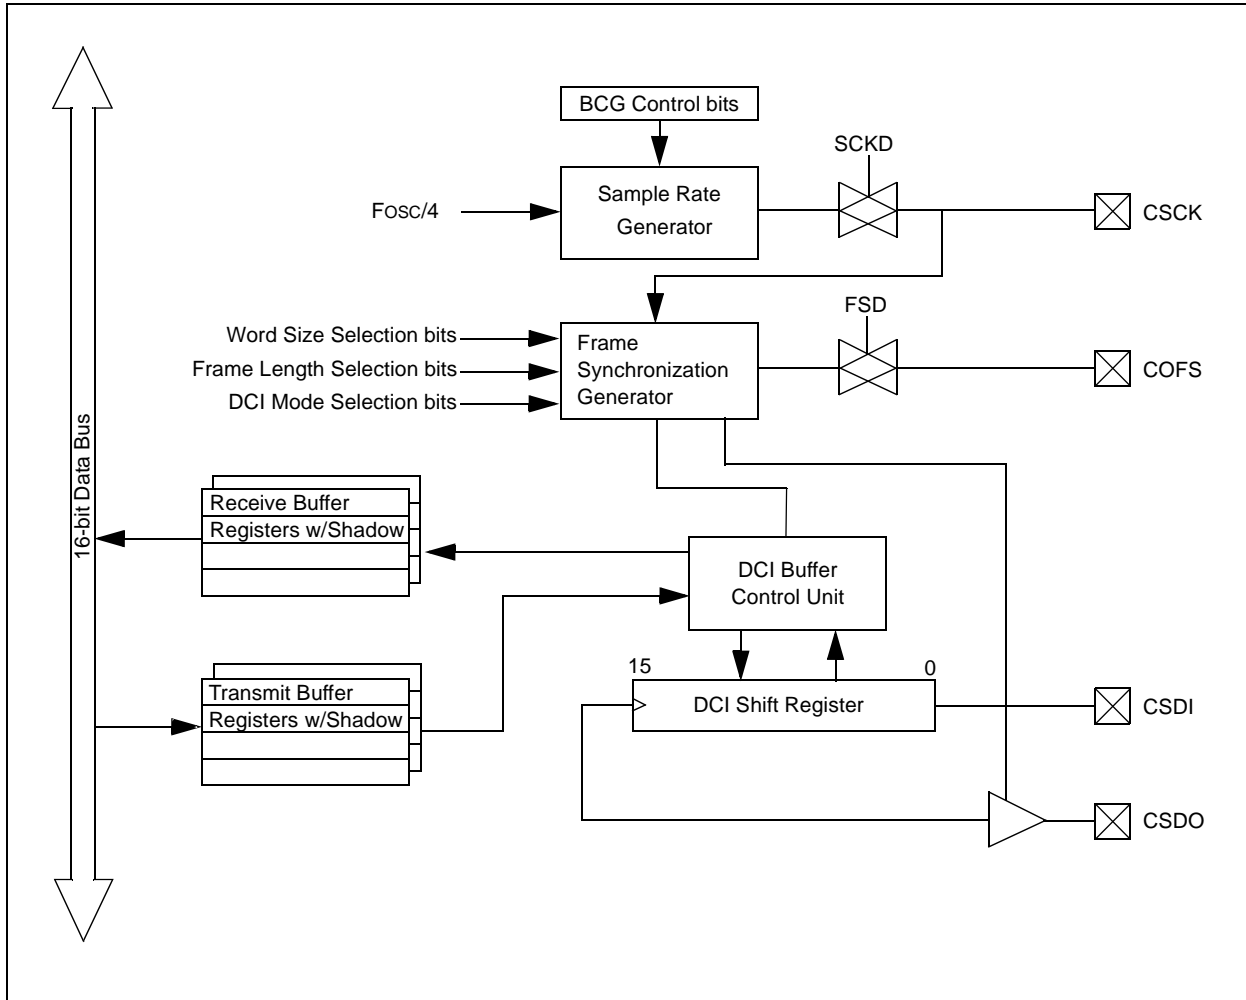 BCG Control bits
SCKD
Sample Rate
Generator
FOSC/4
CSCK
FSD
Word Size Selection bits
Frame Length Selection bits
DCI Mode Selection bits
Frame
Synchronization
Generator
COFS
16-bit Data Bus
Receive Buffer
Registers w/Shadow
DCI Buffer
Control Unit
Transmit Buffer
Registers w/Shadow
15
0
DCI Shift Register
CSDI
CSDO